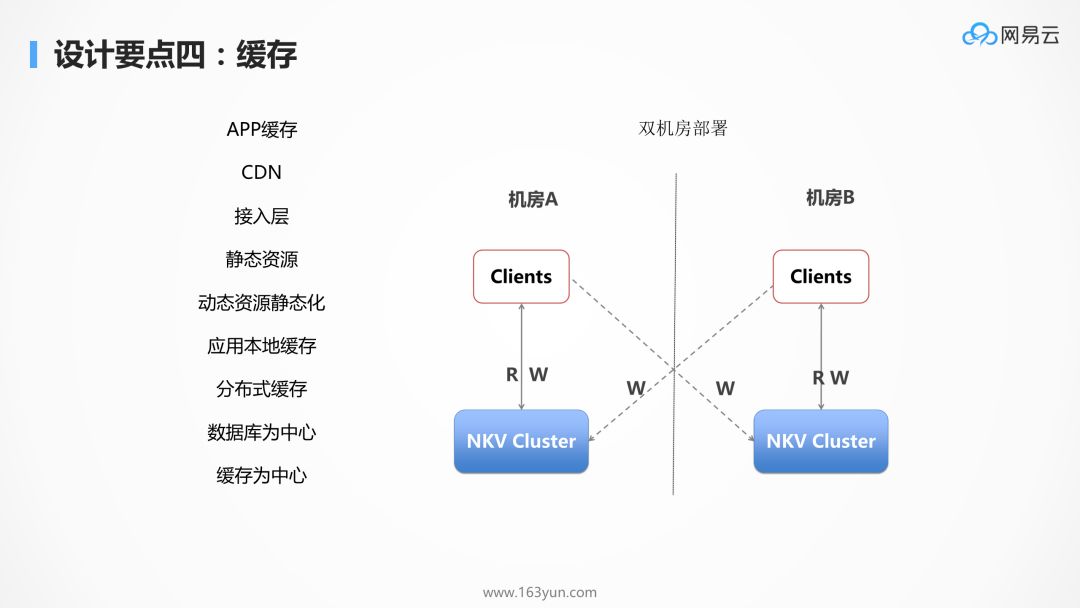 设计要点四：缓存
网易云
APP缓存
CDN
接入层
静态资源
动态资源静态化
应用本地缓存
分布式缓存
数据库为中心
缓存为中心
双机房部署
机房A
机房B
Clients
Clients
R W
W
W
R W
NKV Cluster
NKV Cluster
www.163yun.com